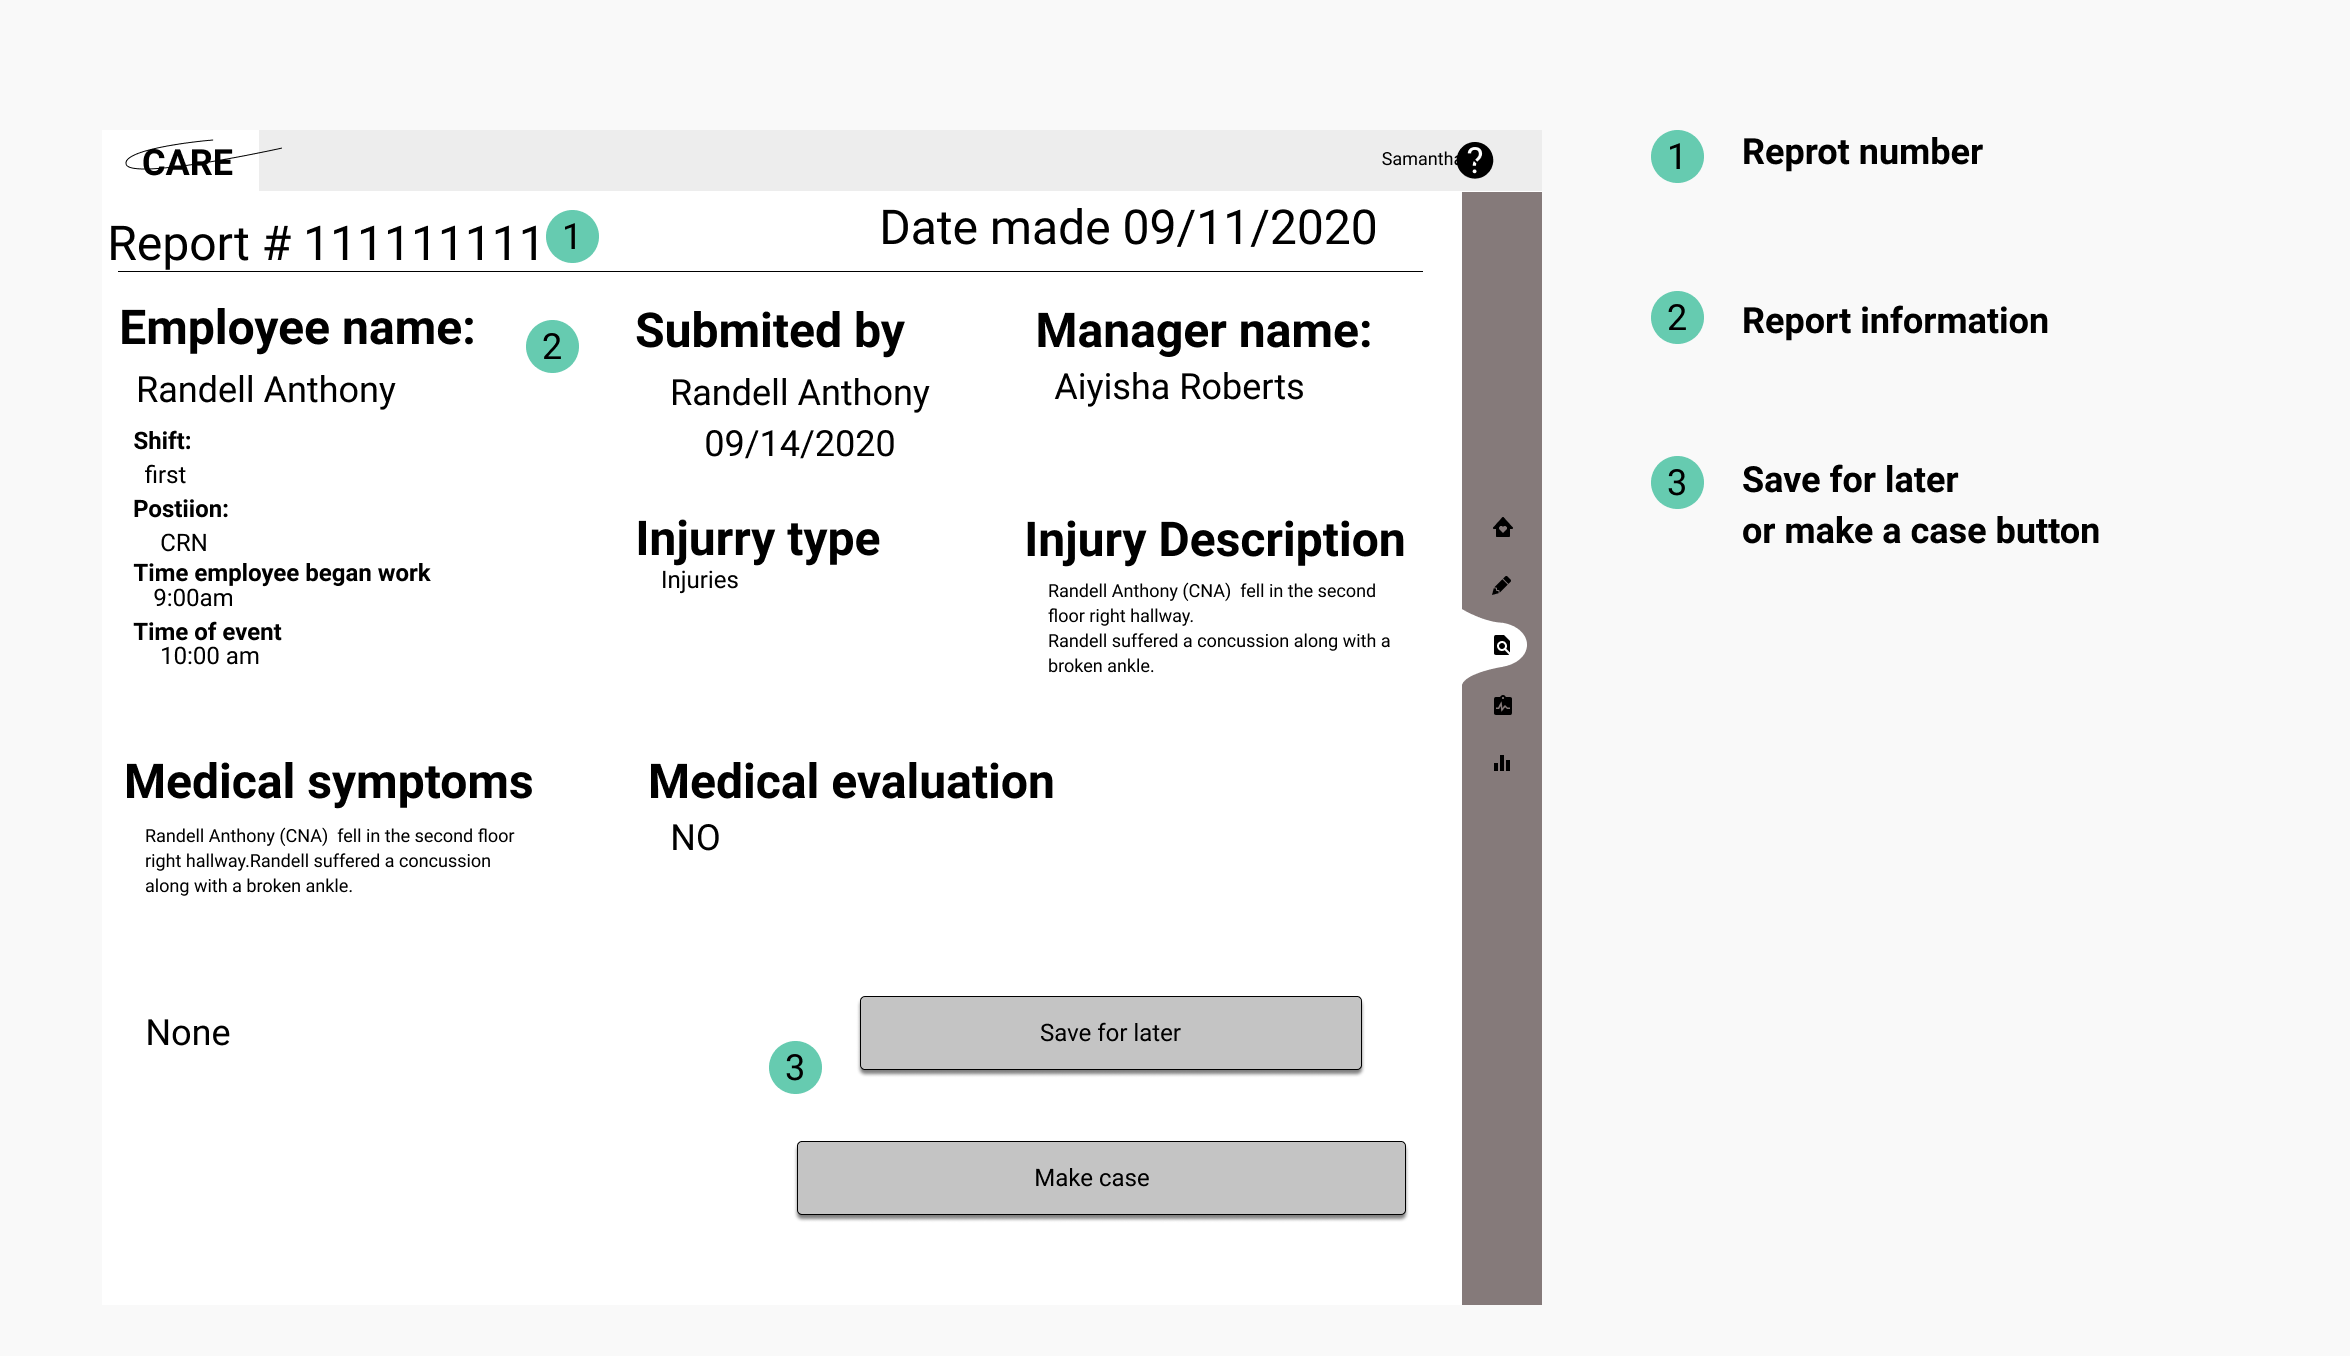 CARE
Samantha
Report # 111111111
1
Date made 09/11/2020
Employee name:
2
Randell Anthony
Shift:
first
Postiion:
CRN
Time employee began work
9:00am
Time of event
10:00 am
Submited by
Randell Anthony
09/14/2020
Manager name:
Aiyisha Roberts
Injurry type
Injuries
Injury Description
Randell Anthony (CNA)  fell in the second
floor right hallway.
Randell suffered a concussion along with a
broken ankle.
Medical symptoms
Randell Anthony (CNA)  fell in the second floor
right hallway.Randell suffered a concussion
along with a broken ankle.
Medical evaluation
NO
None
3
Save for later
Make case
1
Reprot number
2
Report information
3
Save for later
or make a case button